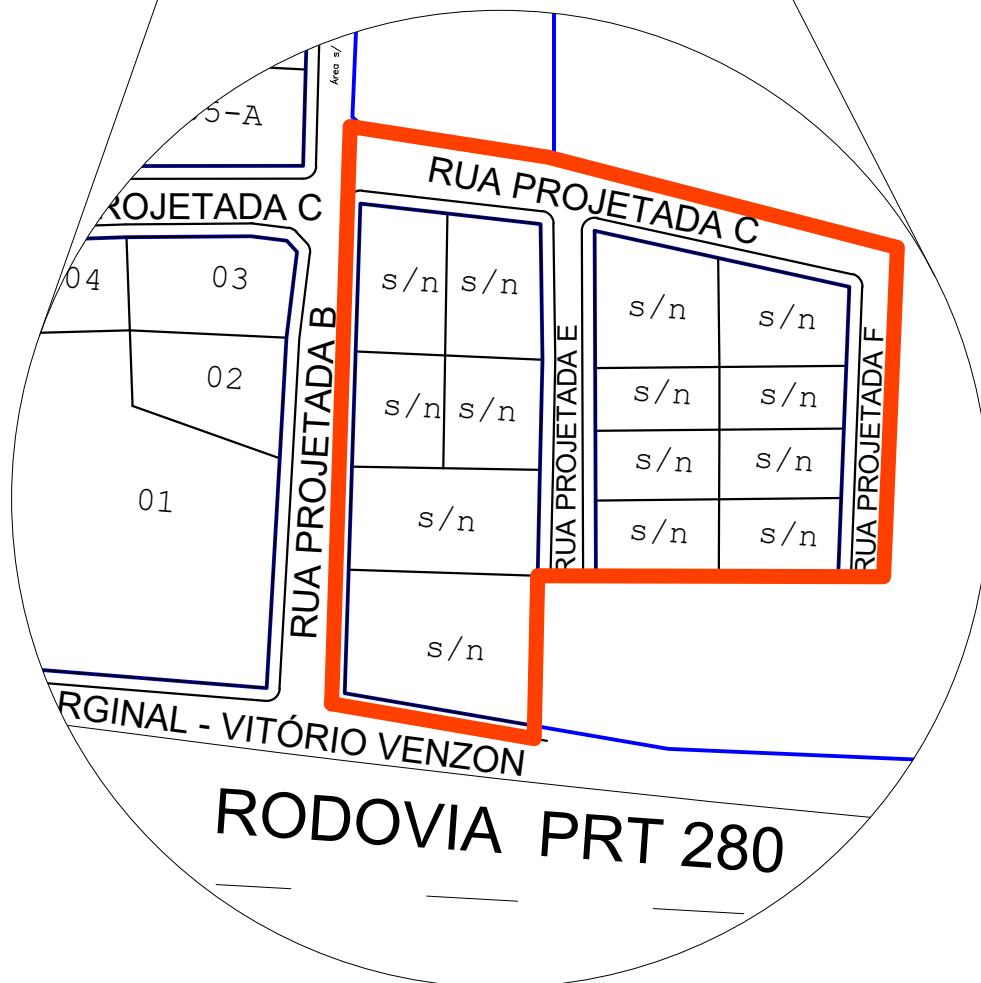 Área s/
5-A
RUA PROJETADA C
ROJETADA C
04
03
s/n
s/n
s/n
s/n
RUA PROJETADA B
RUA PROJETADA E
RUA PROJETADA F
02
s/n
s/n
s/n
s/n
01
s/n
s/n
s/n
s/n
s/n
s/n
RGINAL - VITÓRIO VENZON
RODOVIA PRT 280